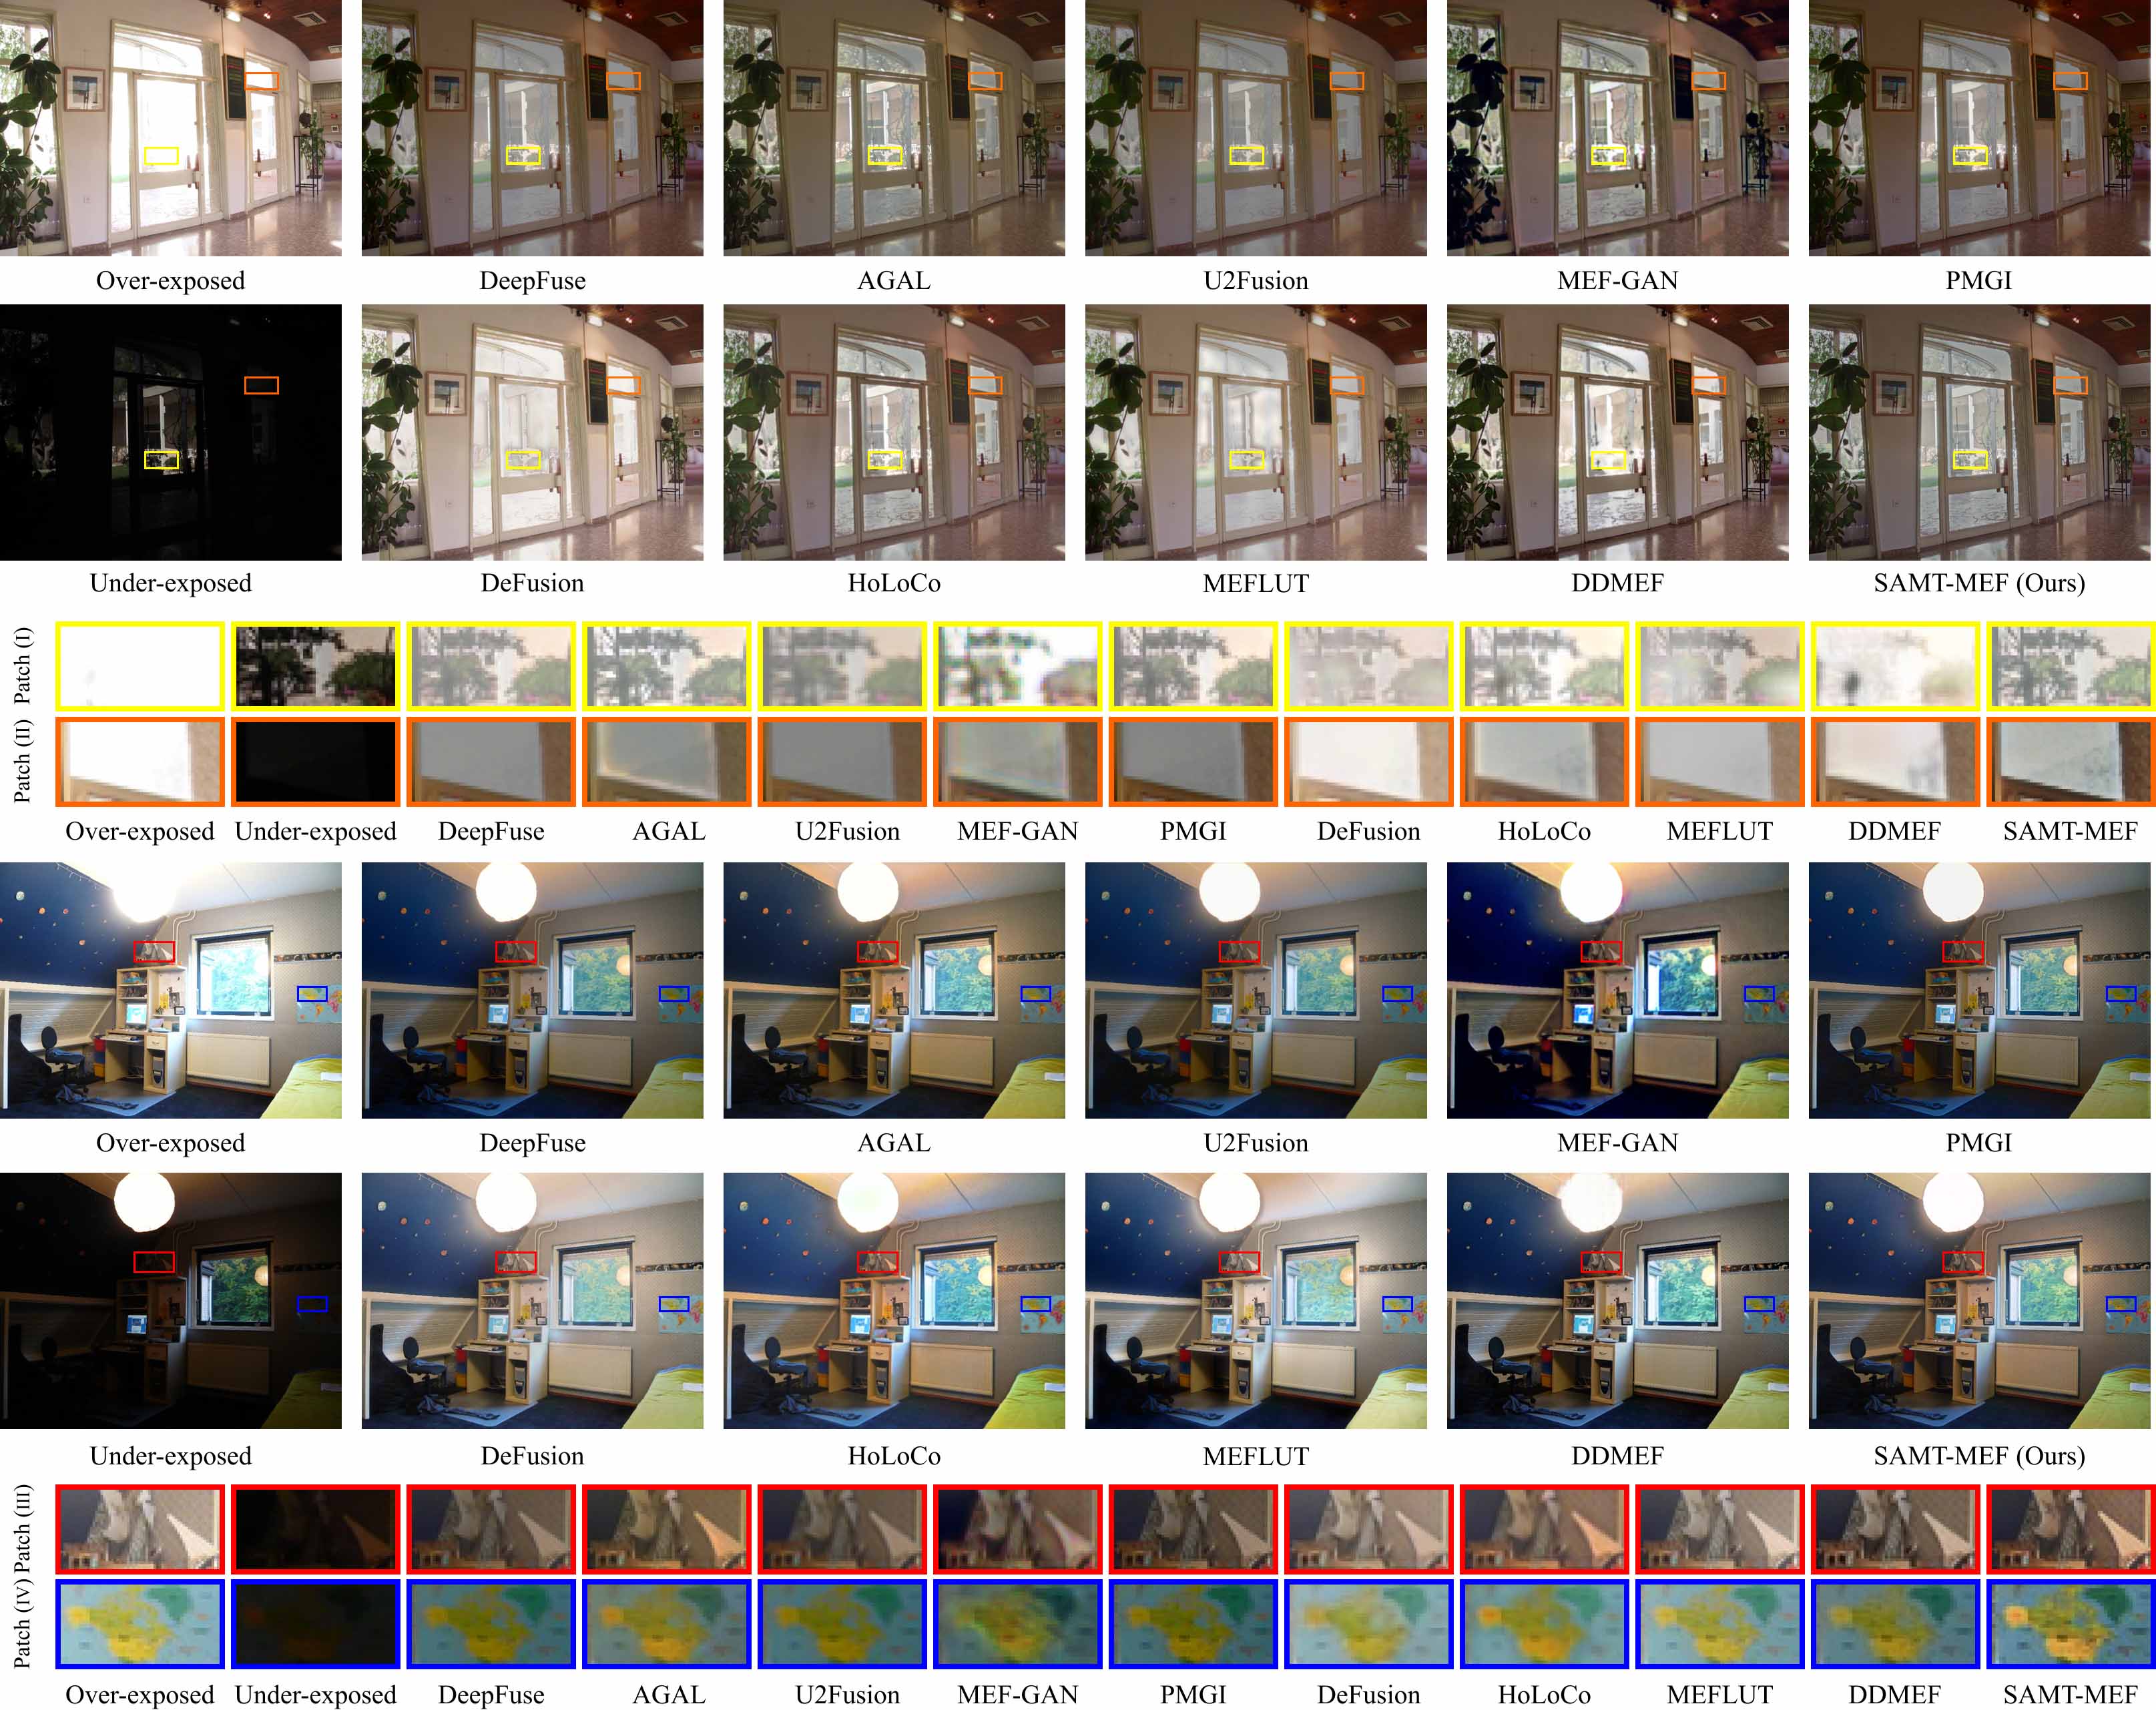 Over-exposed DeepFuse AGAL U2Fusion MEF-GAN PMGI
Under-exposed DeFusion HoLoCo MEFLUT DDMEF SAMT-MEF (Ours)
Patch (I)
Patch (II)
Over-exposed Under-exposed DeepFuse AGAL U2Fusion MEF-GAN PMGI DeFusion HoLoCo MEFLUT DDMEF SAMT-MEF
Over-exposed DeepFuse AGAL U2Fusion MEF-GAN PMGI
Under-exposed DeFusion HoLoCo MEFLUT DDMEF SAMT-MEF (Ours)
Patch (III)
Patch (IV)
Over-exposed Under-exposed DeepFuse AGAL U2Fusion MEF-GAN PMGI DeFusion HoLoCo MEFLUT DDMEF SAMT-MEF